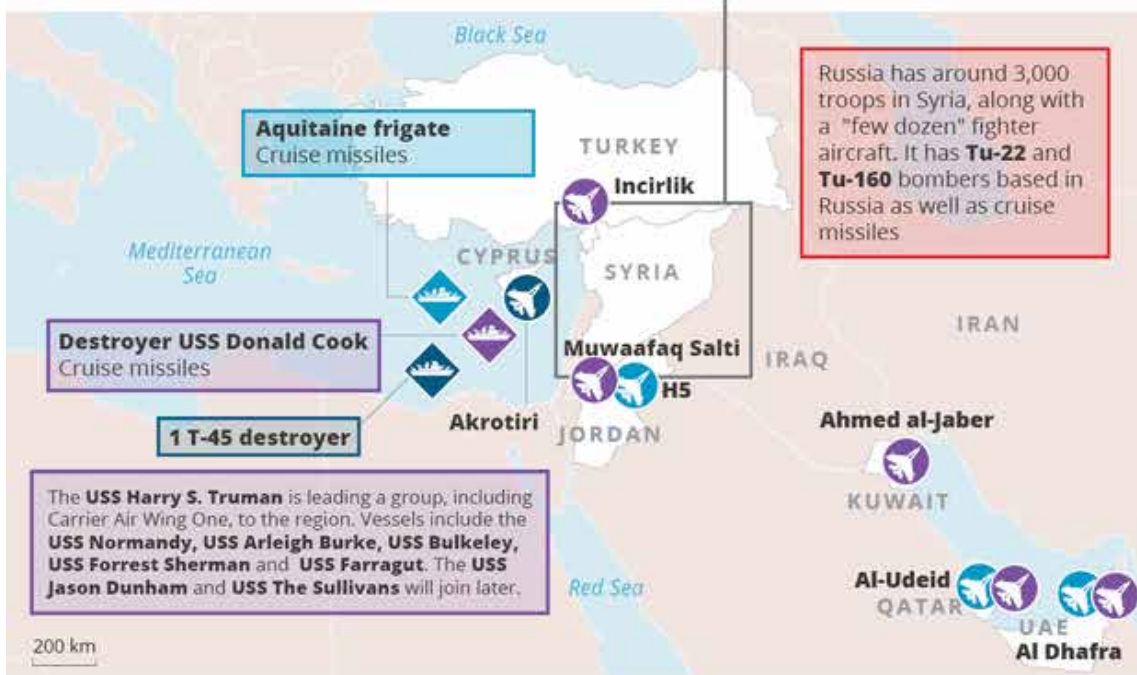 Black Sea
Aquitaine frigate
Cruise missiles
TURKEY
Incirlik
Russia has around 3,000
troops in Syria, along with
a "few dozen" fighter
aircraft. It has Tu-22 and
Tu-160 bombers based in
Russia as well as cruise
missiles
Mediterranean
Sea
CYPRUS
SYRIA
Destroyer USS Donald Cook
Cruise missiles
IRAN
Muwaafaq Salti
IRAQ
H5
1 T-45 destroyer
Akrotiri
JORDAN
Ahmed al-Jaber
KUWAIT
The USS Harry S. Truman is leading a group, including
Carrier Air Wing One, to the region. Vessels include the
USS Normandy, USS Arleigh Burke, USS Bulkeley,
USS Forrest Sherman and USS Farragut. The USS
Jason Dunham and USS The Sullivans will join later.
Red Sea
Al-Udeid
QATAR
UAE
Al Dhafra
200 km